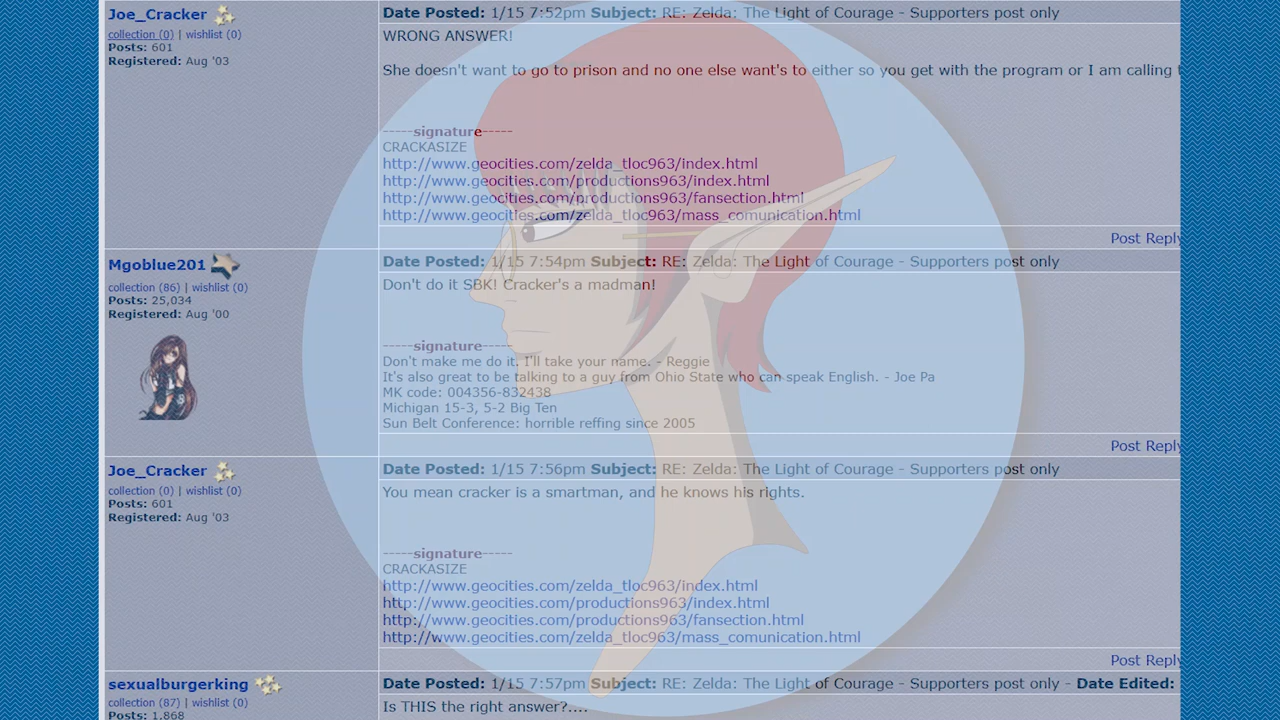 Joe_Cracker
collection (0) | wishlist (0)
Posts: 601
Registered: Aug '03
Date Posted: 1/15 7:52pm Subject: RE: Zelda: The Light of Courage - Supporters post only
WRONG ANSWER!
She doesn't want to go to prison and no one else want's to either so you get with the program or I am calling
-----signature-----
CRACKASIZE
http://www.geocities.com/zelda_tloc963/index.html
http://www.geocities.com/productions963/index.html
http://www.geocities.com/productions963/fansection.html
http://www.geocities.com/zelda_tloc963/mass_comunication.html
Post Reply
Mgoblue201
collection (86) | wishlist (0)
Posts: 25,034
Registered: Aug '00
Date Posted: 1/15 7:54pm Subject: RE: Zelda: The Light of Courage - Supporters post only
Don't do it SBK! Cracker's a madman!
-----signature-----
Don't make me do it. I'll take your name. - Reggie
It's also great to be talking to a guy from Ohio State who can speak English. - Joe Pa
MK code: 004356-832438
Michigan 15-3, 5-2 Big Ten
Sun Belt Conference: horrible reffing since 2005
Post Reply
Joe_Cracker
collection (0) | wishlist (0)
Posts: 601
Registered: Aug '03
Date Posted: 1/15 7:56pm Subject: RE: Zelda: The Light of Courage - Supporters post only
You mean cracker is a smartman, and he knows his rights.
-----signature-----
CRACKASIZE
http://www.geocities.com/zelda_tloc963/index.html
http://www.geocities.com/productions963/index.html
http://www.geocities.com/productions963/fansection.html
http://www.geocities.com/zelda_tloc963/mass_comunication.html
Post Reply
sexualburgerking
collection (87) | wishlist (0)
Posts: 1,868
Date Posted: 1/15 7:57pm Subject: RE: Zelda: The Light of Courage - Supporters post only - Date Edited:
Is THIS the right answer?....